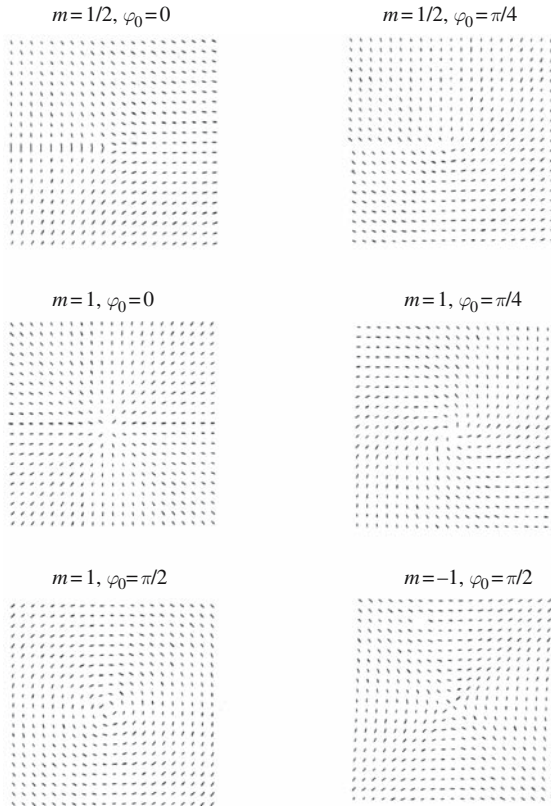 m=1/2, φ0=0
m=1/2, φ0=π/4
m=1, φ0=0
m=1, φ0=π/4
m=1, φ0=π/2
m=–1, φ0=π/2